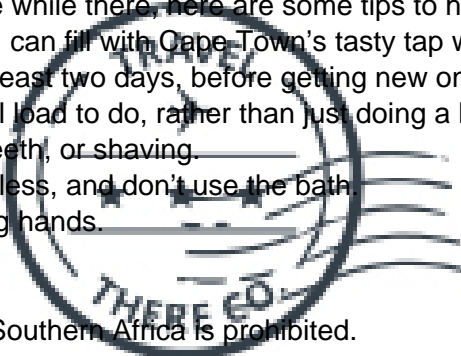 e while there, here are some tips to h
can fill with Cape Town's tasty tap w
east two days, before getting new or
l load to do, rather than just doing a l
eeth, or shaving.
less, and don't use the bath.
g hands.
Southern Africa is prohibited.
TRAVEL
THERE CO.